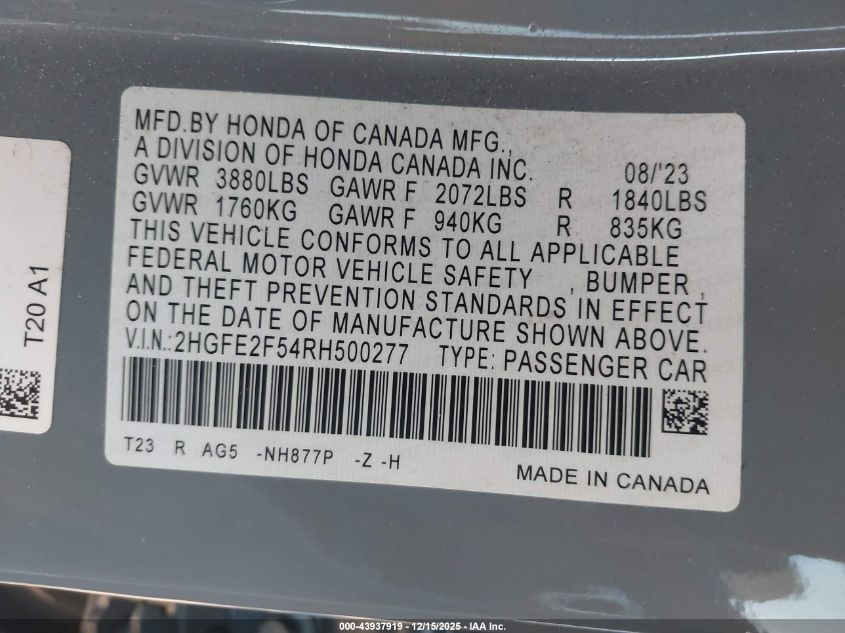 MFD.BY HONDA OF CANADA MFG.,
A DIVISION OF HONDA CANADA INC. 08/'23
GVWR 3880LBS GAWR F 2072LBS R 1840LBS
GVWR 1760KG GAWR F 940KG R 835KG
THIS VEHICLE CONFORMS TO ALL APPLICABLE
FEDERAL MOTOR VEHICLE SAFETY , BUMPER ,
AND THEFT PREVENTION STANDARDS IN EFFECT
ON THE DATE OF MANUFACTURE SHOWN ABOVE.
V.I.N.:2HGFE2F54RH500277 TYPE: PASSENGER CAR
T23 R AG5 -NH877P -Z -H
MADE IN CANADA
T20 A1
000-43937919 - 12/15/2025 - IAA Inc.